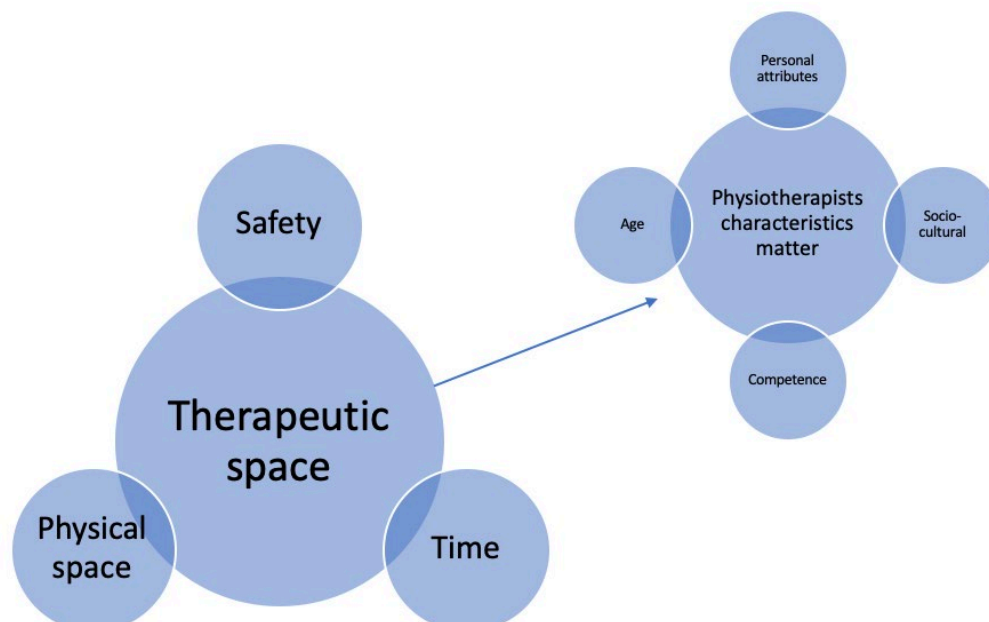 Safety
Therapeutic
space
Physical
space
Time
Personal
attributes
Age
Physiotherapists
characteristics
matter
Socio-
cultural
Competence